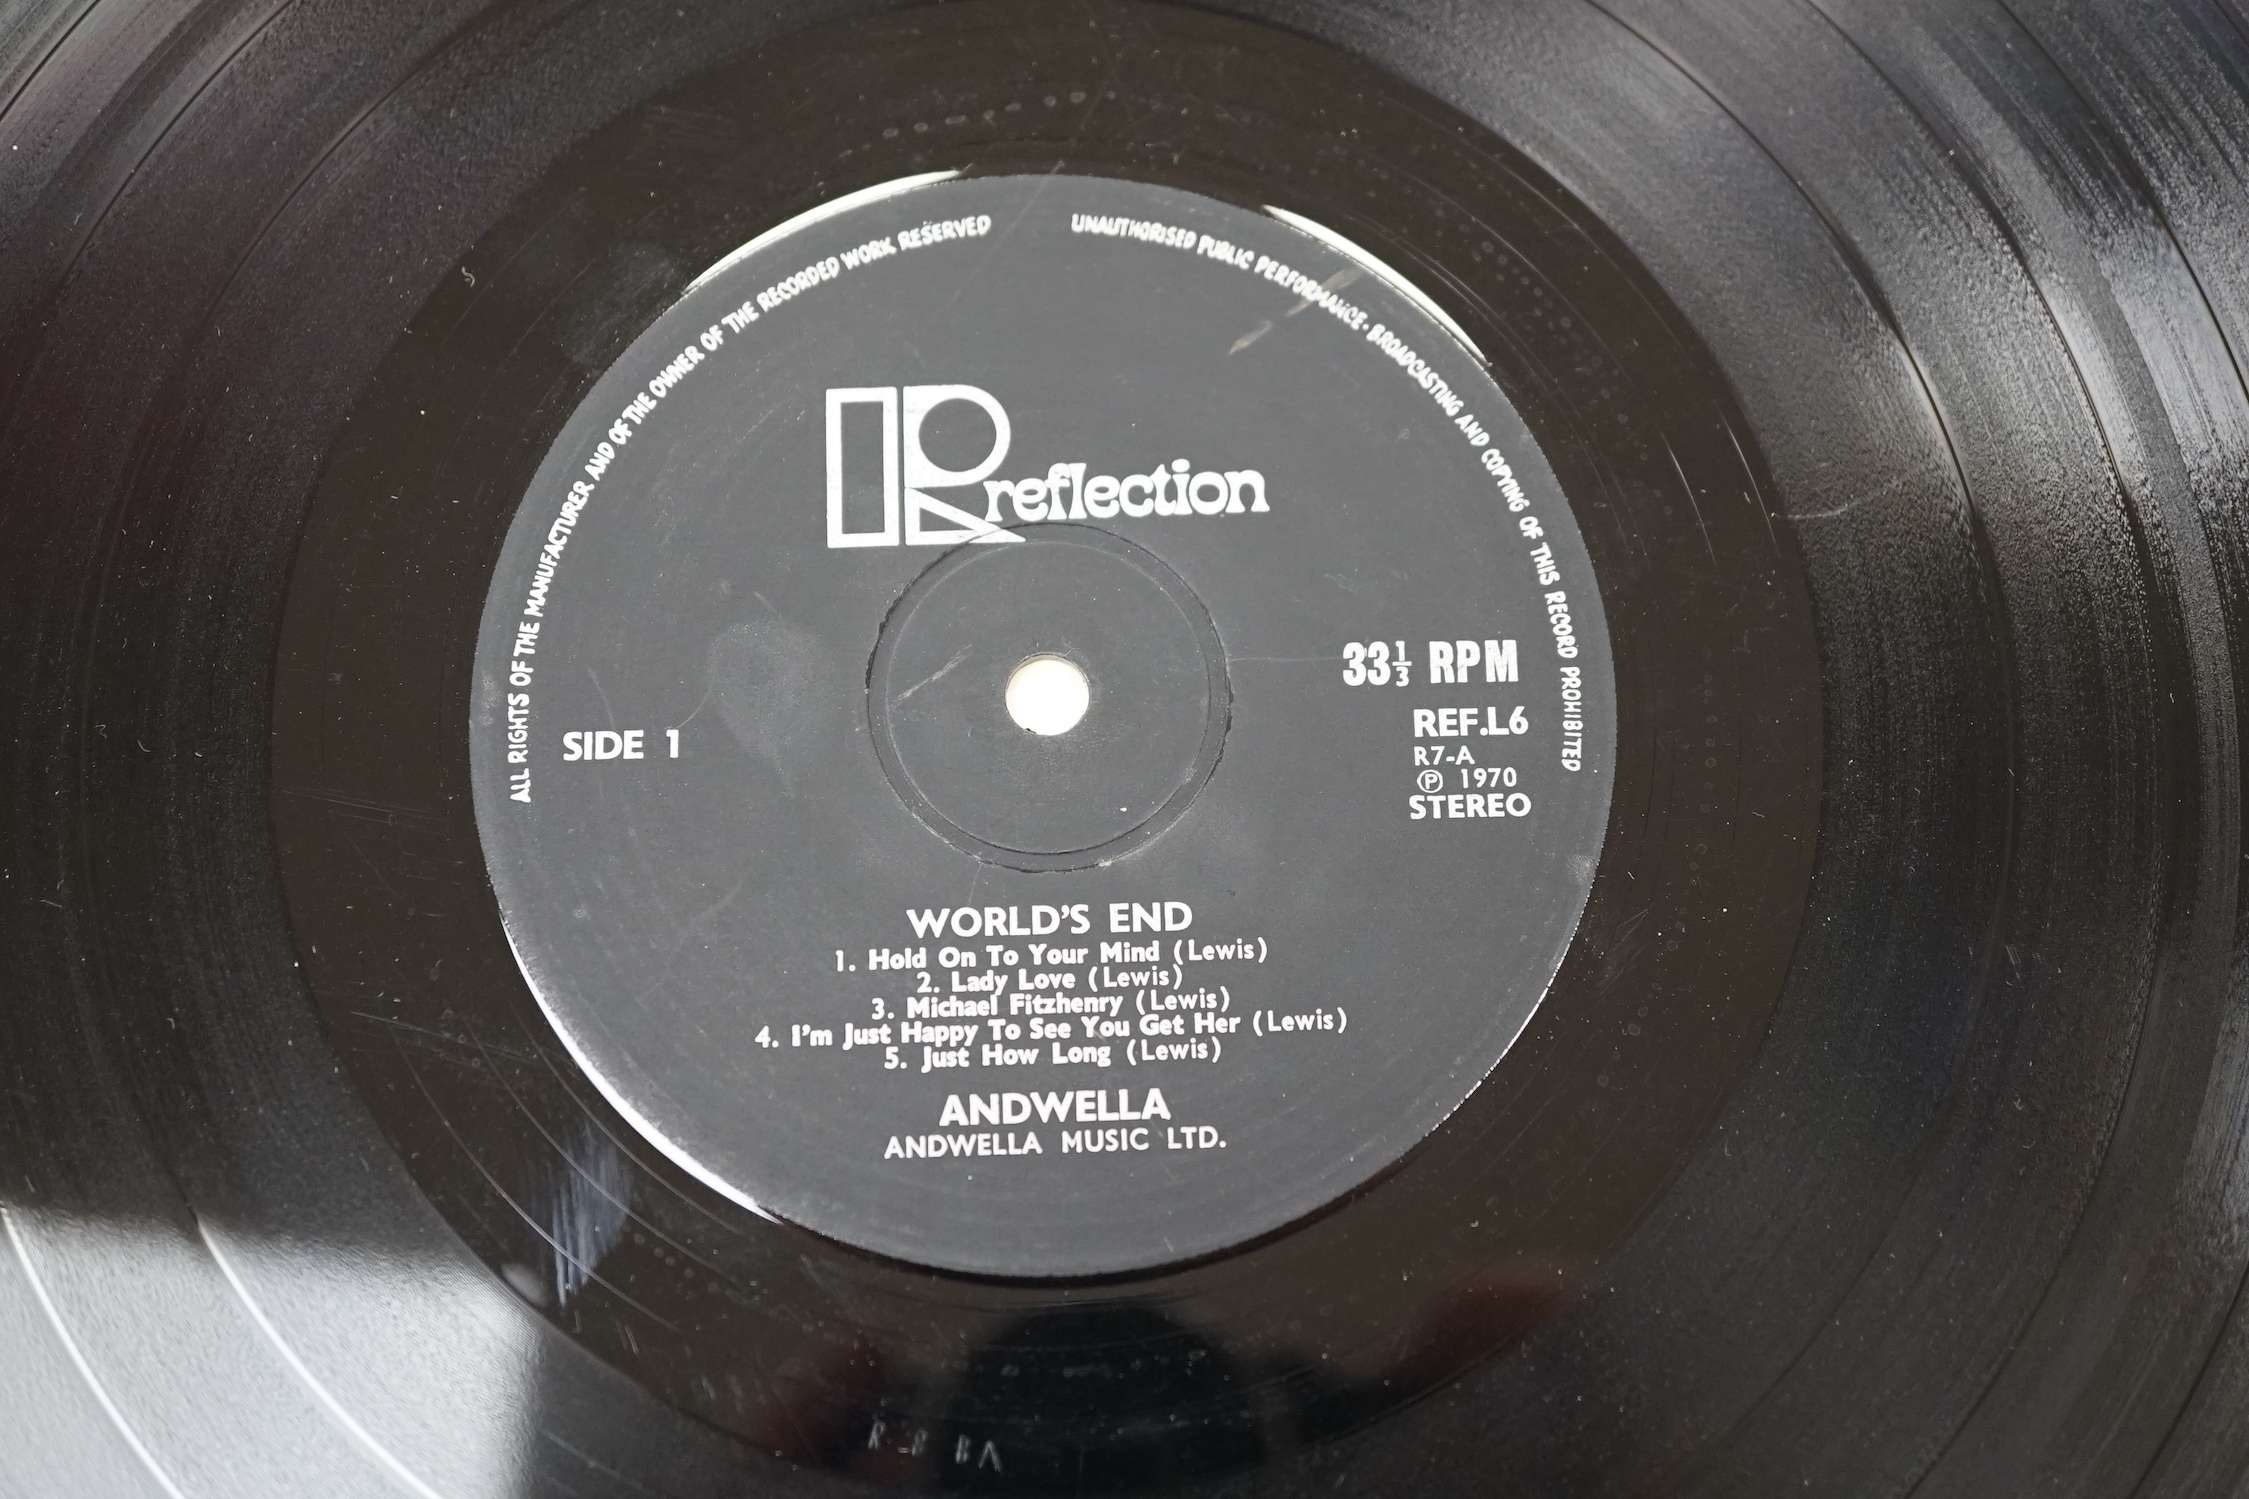 ALL RIGHTS OF THE MANUFACTURER AND OF THE OWNER OF THE RECORDED WORK RESERVED
UNAUTHORISED PUBLIC PERFORMANCE · BROADCASTING AND COPYING OF THIS RECORD PROHIBITED
R reflection
33⅓ RPM
SIDE 1
REF.L6
R7-A
Ⓟ 1970
STEREO
WORLD'S END
1. Hold On To Your Mind (Lewis)
2. Lady Love (Lewis)
3. Michael Fitzhenry (Lewis)
4. I'm Just Happy To See You Get Her (Lewis)
5. Just How Long (Lewis)
ANDWELLA
ANDWELLA MUSIC LTD.